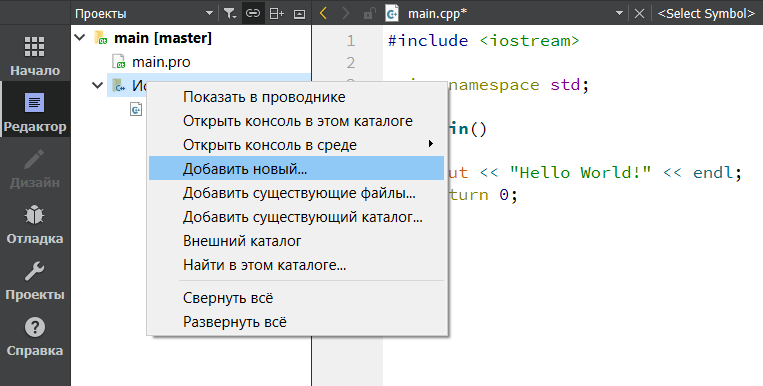 Проекты
main.cpp*
<Select Symbol>
Начало
Редактор
Дизайн
Отладка
Проекты
Справка
main [master]
main.pro
Ис
Показать в проводнике
Открыть консоль в этом каталоге
Открыть консоль в среде
Добавить новый...
Добавить существующие файлы...
Добавить существующий каталог...
Внешний каталог
Найти в этом каталоге...
Свернуть всё
Развернуть всё
1 #include <iostream>
2
namespace std;
in()
ut << "Hello World!" << endl;
turn 0;